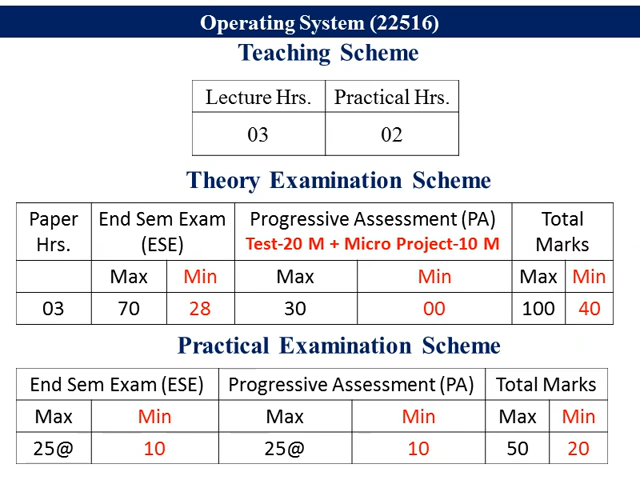 Operating System (22516)
Teaching Scheme
Lecture Hrs. Practical Hrs.
03 02
Theory Examination Scheme
Paper Hrs. End Sem Exam (ESE) Progressive Assessment (PA) Test-20 M + Micro Project-10 M Total Marks
Max Min Max Min Max Min
03 70 28 30 00 100 40
Practical Examination Scheme
End Sem Exam (ESE) Progressive Assessment (PA) Total Marks
Max Min Max Min Max Min
25@ 10 25@ 10 50 20